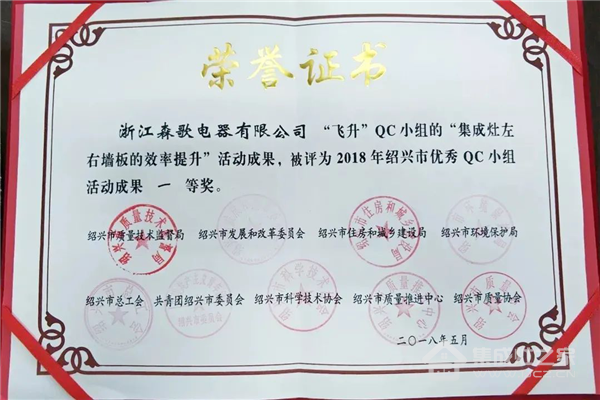 荣誉证书
浙江森歌电器有限公司 “飞升”QC小组的“集成灶左
右墙板的效率提升”活动成果，被评为2018年绍兴市优秀QC小组
活动成果 一 等奖。
绍兴市质量技术监督局 绍兴市发展和改革委员会 绍兴市住房和城乡建设局 绍兴市环境保护局
绍兴市总工会 共青团绍兴市委员会 绍兴市科学技术协会 绍兴市质量推进中心 绍兴市质量协会
二〇一八年五月
集成灶之家